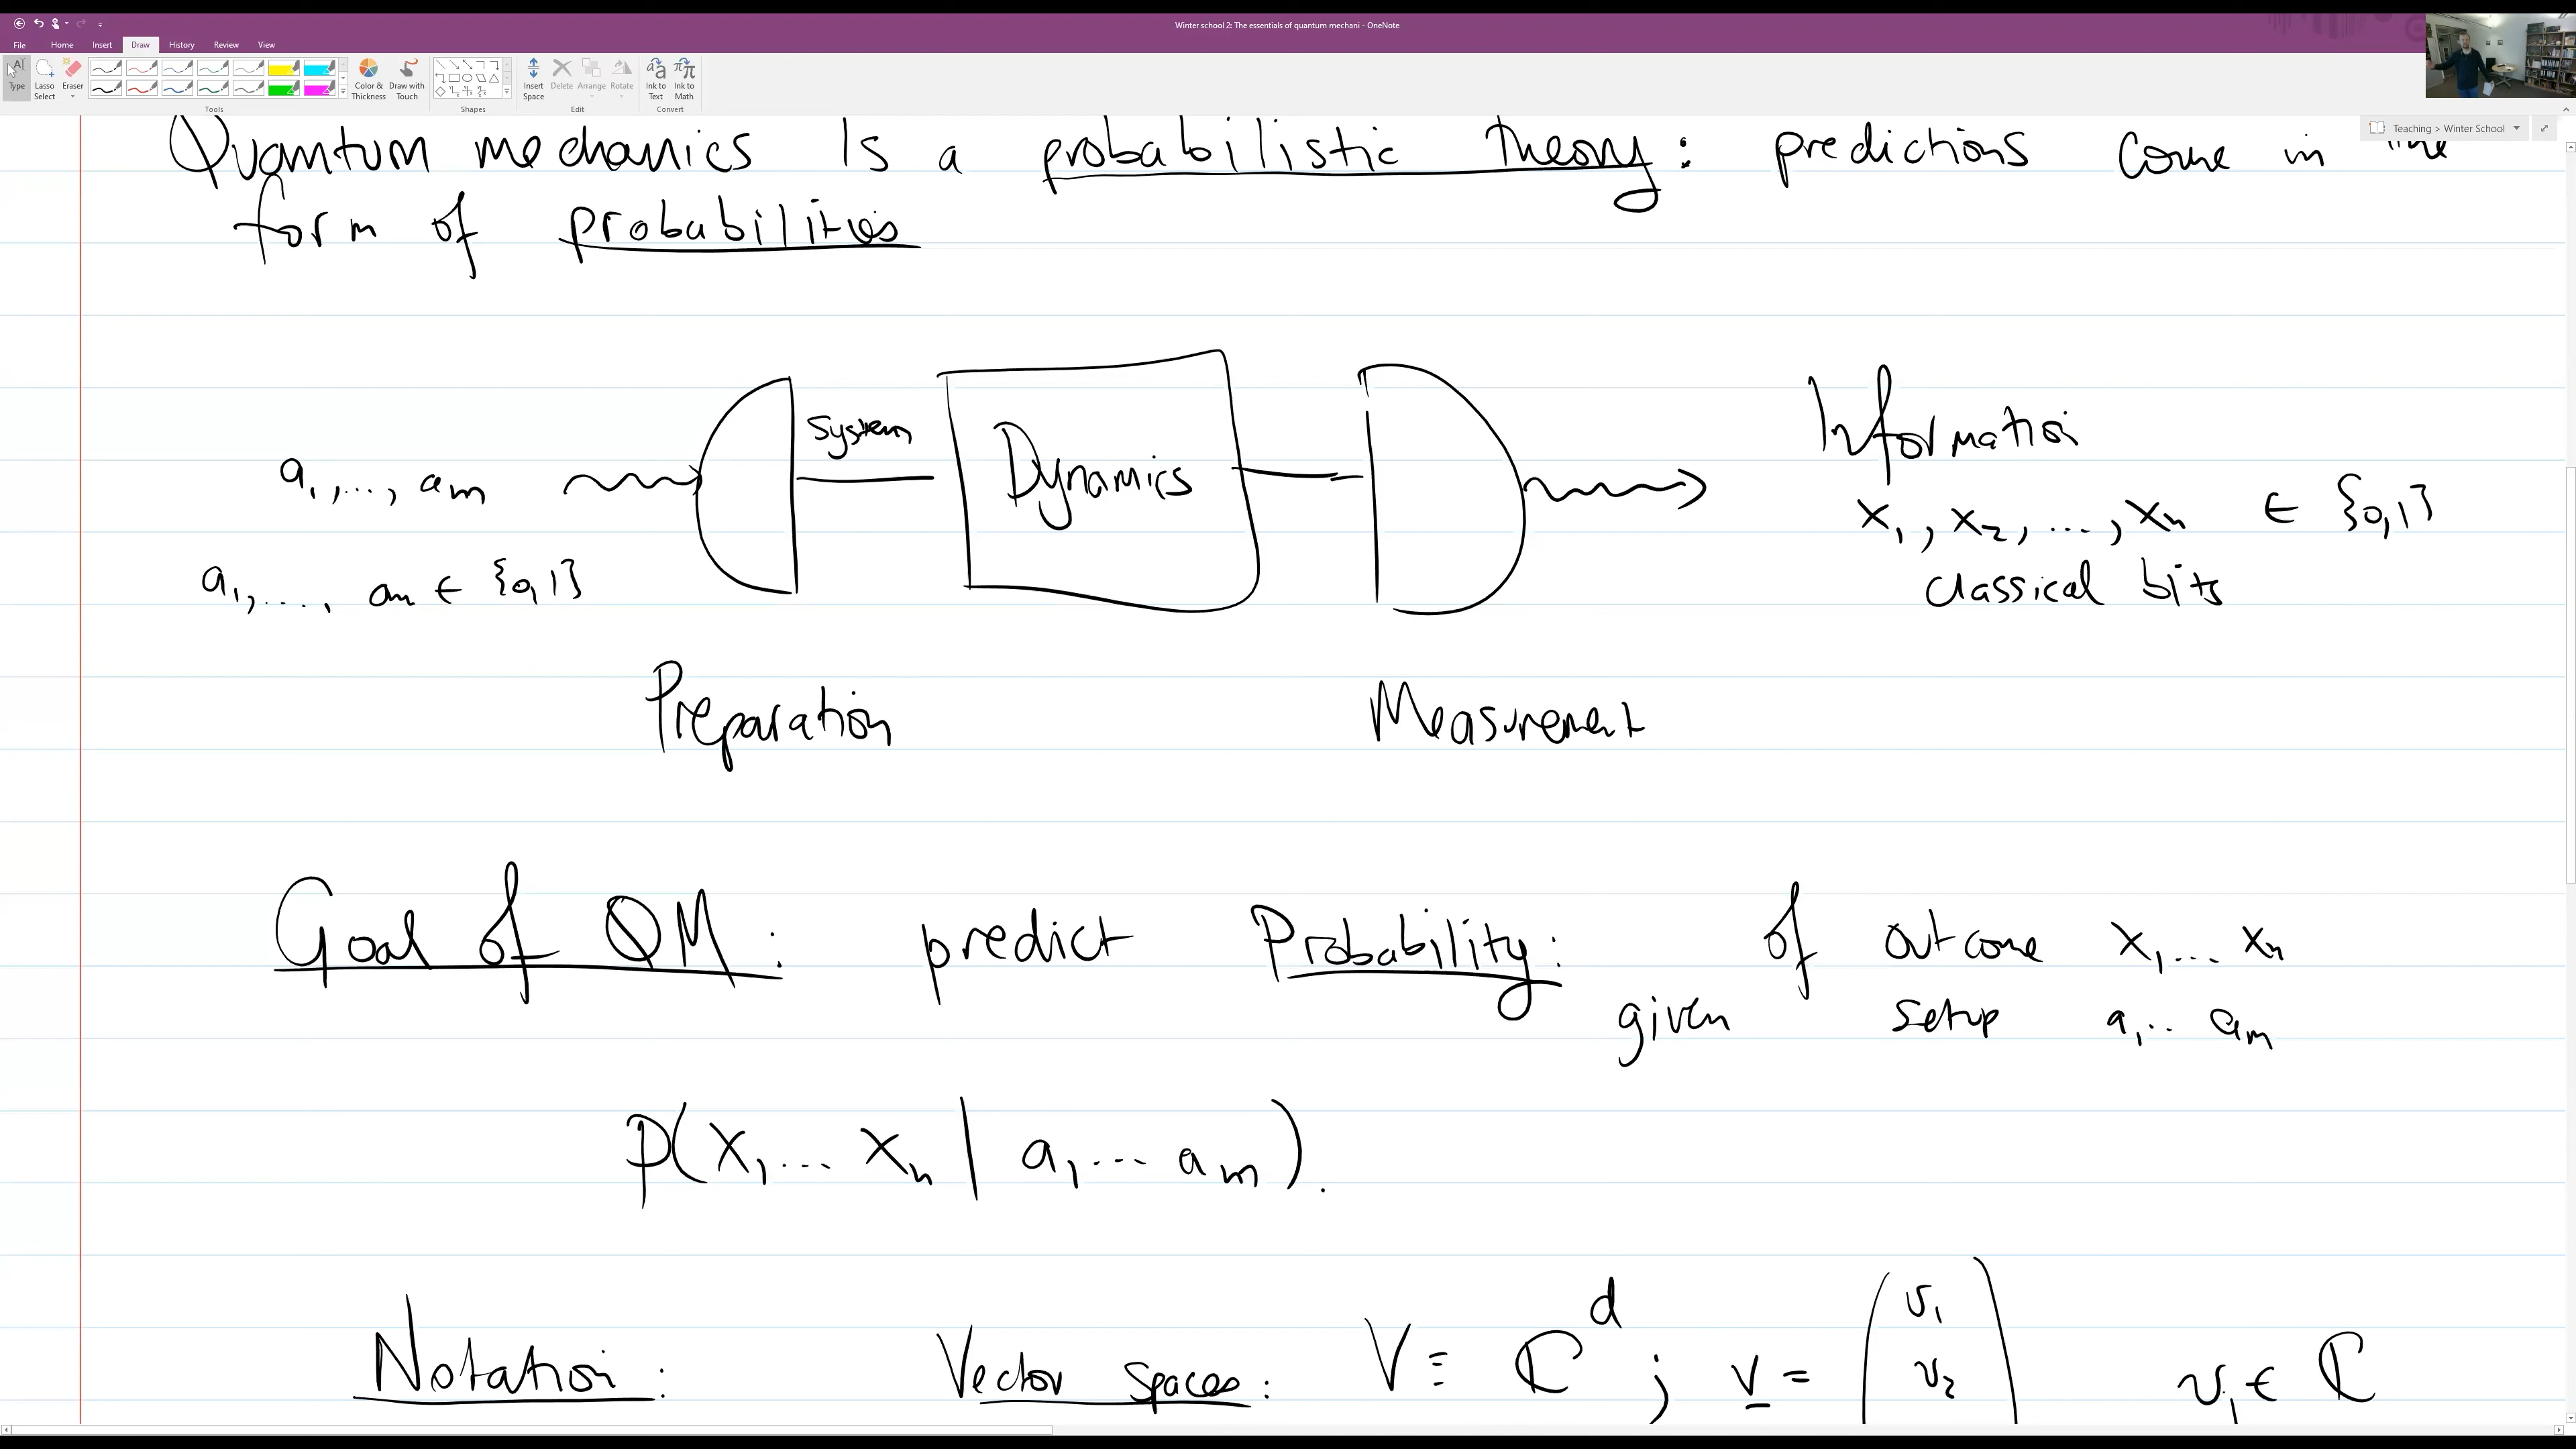 Winter school 2: The essentials of quantum mechani - OneNote
File Home Insert Draw History Review View
Type Lasso Select Eraser Color & Thickness Draw with Touch Insert Space Delete Arrange Rotate Ink to Text Ink to Math
Tools Shapes Edit Convert
Teaching > Winter School
Quantum mechanics is a probabilistic theory: predictions come in the
form of probabilities
system
Information
a₁,..., aₘ
Dynamics
x₁, x₂, ..., xₙ ∈ {0,1}
a₁,...., aₘ ∈ {0,1}
classical bits
Preparation
Measurement
Goal of QM: predict Probability: of outcome x₁... xₙ
given setup a₁.. aₘ
P(x₁... xₙ | a₁... aₘ).
Notation: Vector spaces: V ≡ ℂᵈ ; v = ( v₁
v₂
vⱼ ∈ ℂ